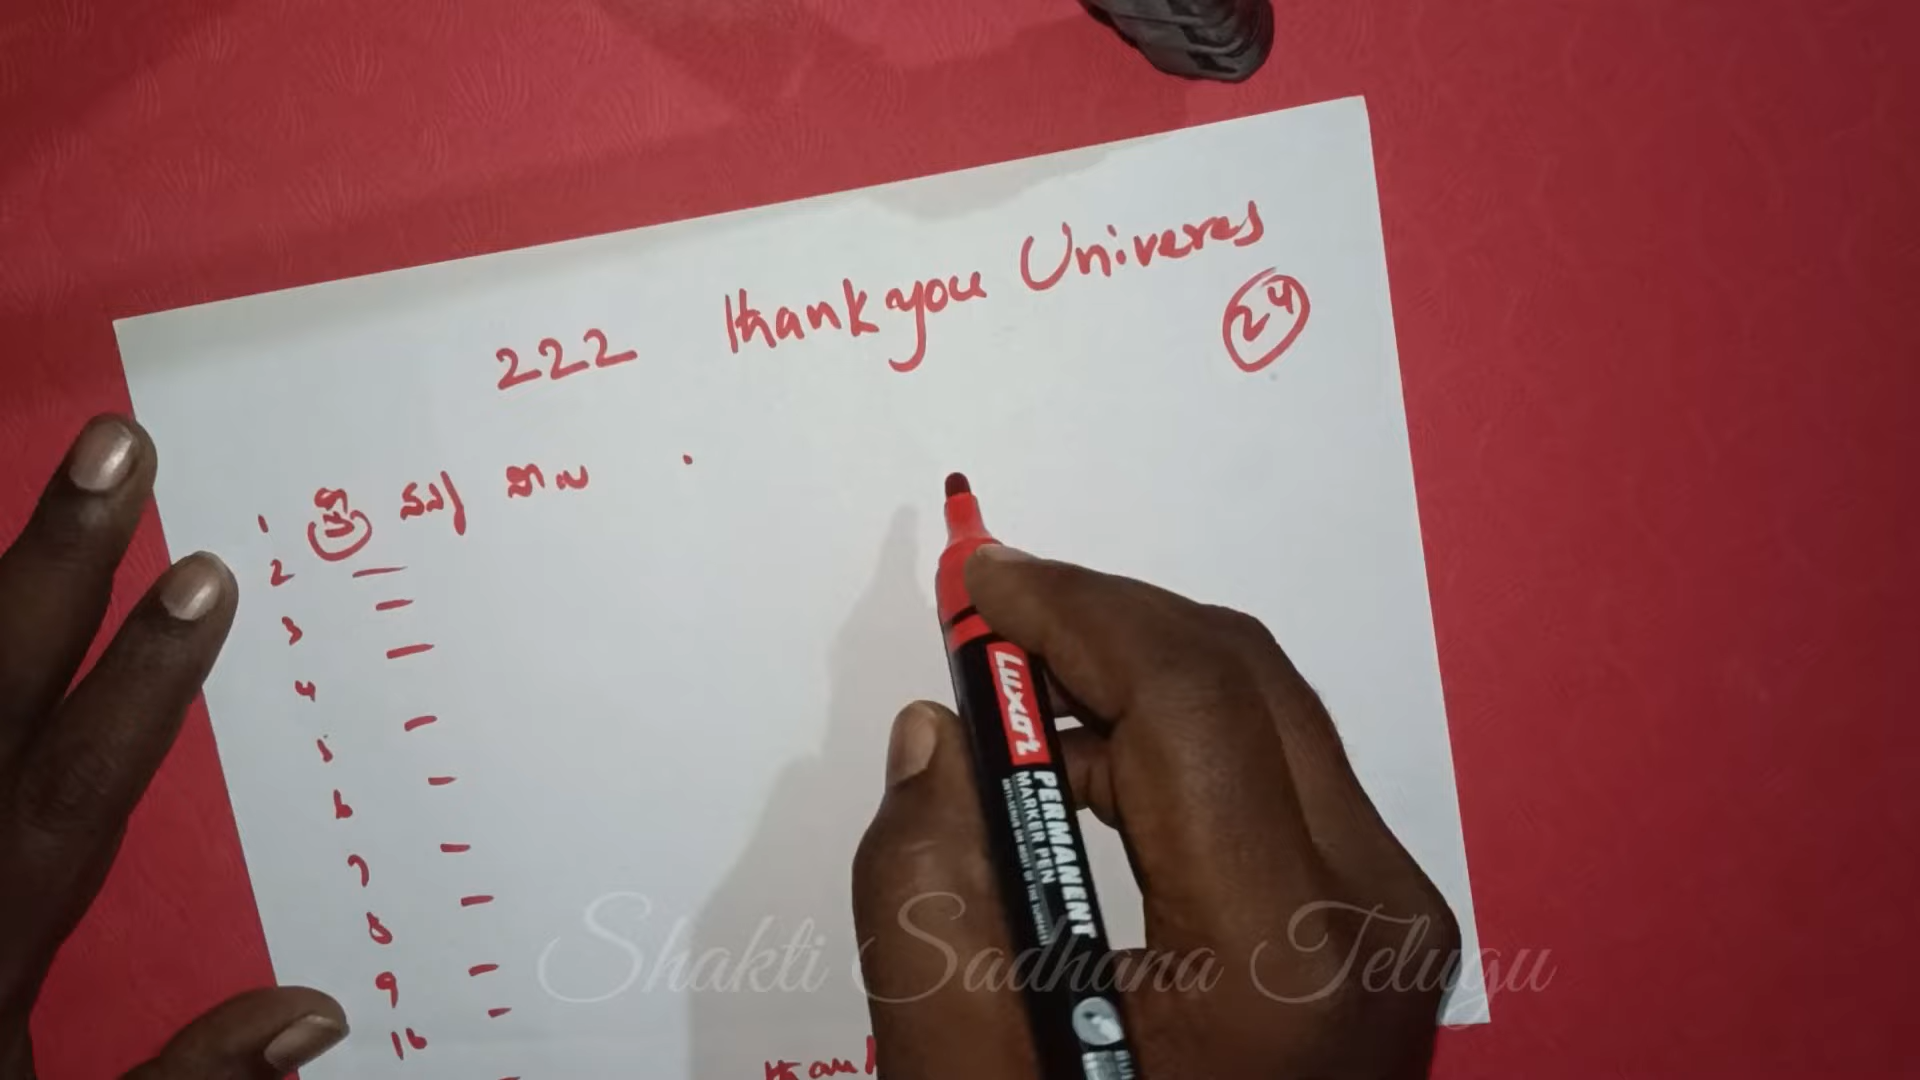 222 thank you Univeres
24
1 శ్రీ
2 —
3 —
4 —
5 —
6 —
7 —
8 —
9 —
10 —
thank
LUXOR
PERMANENT
MARKER PEN
Shakti Sadhana Telugu